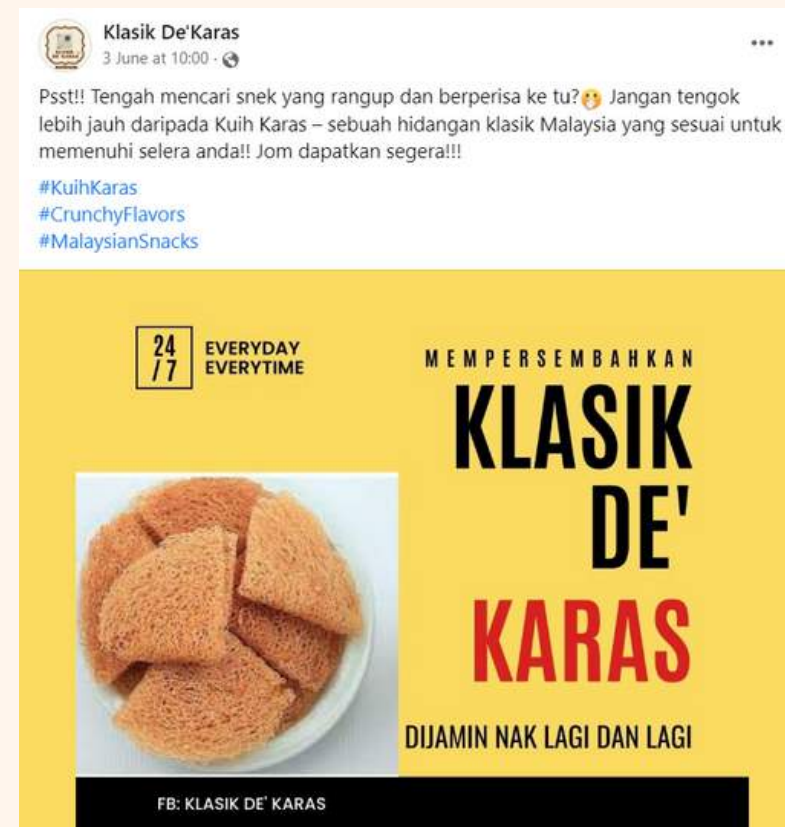 Klasik De'Karas
3 June at 10:00
Psst!! Tengah mencari snek yang rangup dan berperisa ke tu? Jangan tengok
lebih jauh daripada Kuih Karas – sebuah hidangan klasik Malaysia yang sesuai untuk
memenuhi selera anda!! Jom dapatkan segera!!!
#KuihKaras
#CrunchyFlavors
#MalaysianSnacks
24
/7
EVERYDAY
EVERYTIME
MEMPERSEMBAHKAN
KLASIK
DE'
KARAS
DIJAMIN NAK LAGI DAN LAGI
FB: KLASIK DE' KARAS